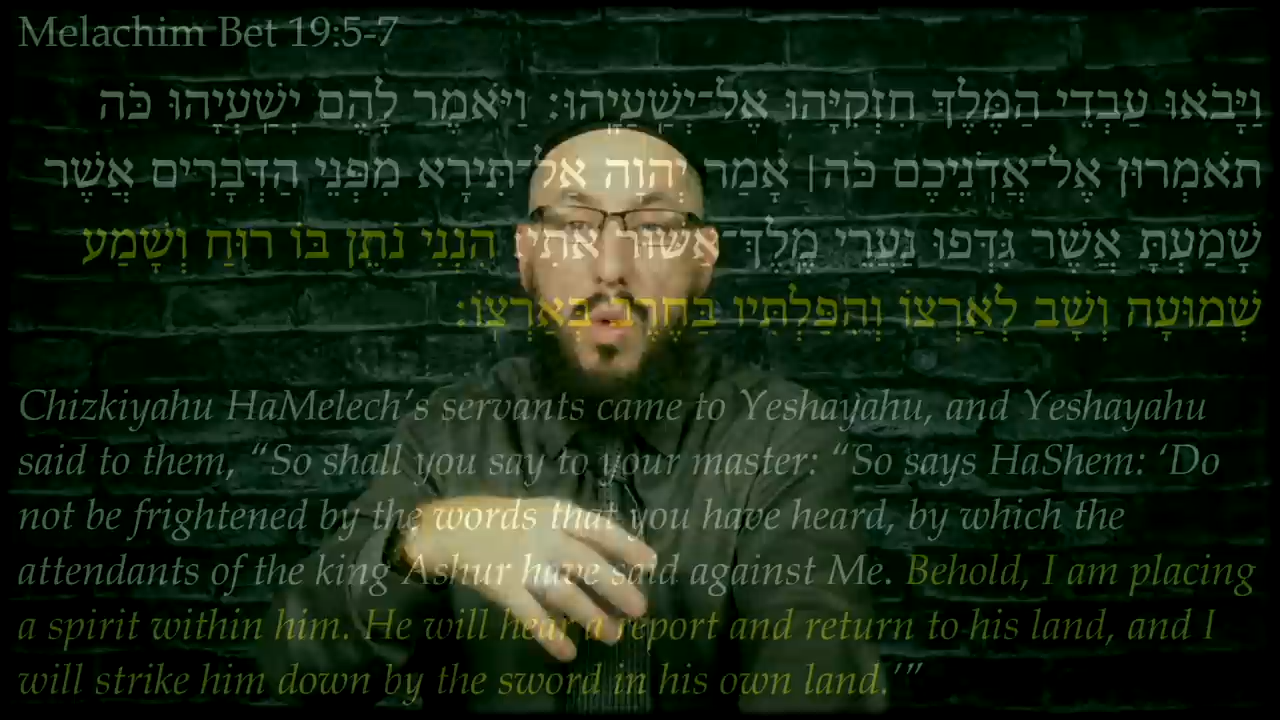 Melachim Bet 19:5-7
וַיָּבֹאוּ עַבְדֵי הַמֶּלֶךְ חִזְקִיָּהוּ אֶל־יְשַׁעְיָהוּ׃ וַיֹּאמֶר לָהֶם יְשַׁעְיָהוּ כֹּה
תֹאמְרוּן אֶל־אֲדֹנֵיכֶם כֹּה׀ אָמַר יְהוָה אַל־תִּירָא מִפְּנֵי הַדְּבָרִים אֲשֶׁר
שָׁמַעְתָּ אֲשֶׁר גִּדְּפוּ נַעֲרֵי מֶלֶךְ־אַשּׁוּר אֹתִי׃ הִנְנִי נֹתֵן בּוֹ רוּחַ וְשָׁמַע
שְׁמוּעָה וְשָׁב לְאַרְצוֹ וְהִפַּלְתִּיו בַּחֶרֶב בְּאַרְצוֹ׃
Chizkiyahu HaMelech’s servants came to Yeshayahu, and Yeshayahu
said to them, “So shall you say to your master: “So says HaShem: ‘Do
not be frightened by the words that you have heard, by which the
attendants of the king Ashur have said against Me. Behold, I am placing
a spirit within him. He will hear a report and return to his land, and I
will strike him down by the sword in his own land.’”